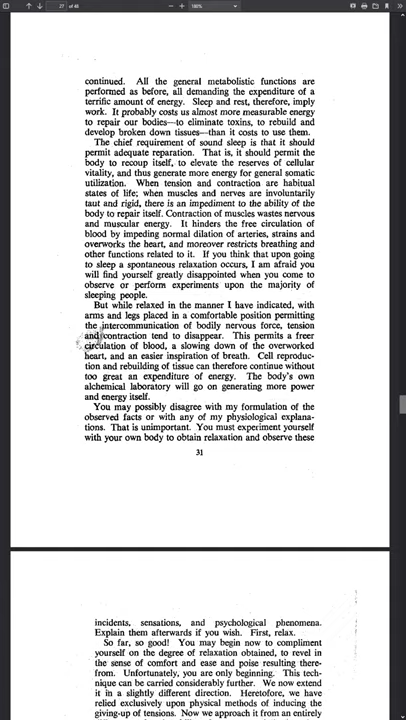 27 of 45
100%
continued. All the general metabolistic functions are
performed as before, all demanding the expenditure of a
terrific amount of energy. Sleep and rest, therefore, imply
work. It probably costs us almost more measurable energy
to repair our bodies—to eliminate toxins, to rebuild and
develop broken down tissues—than it costs to use them.
The chief requirement of sound sleep is that it should
permit adequate reparation. That is, it should permit the
body to recoup itself, to elevate the reserves of cellular
vitality, and thus generate more energy for general somatic
utilization. When tension and contraction are habitual
states of life; when muscles and nerves are involuntarily
taut and rigid, there is an impediment to the ability of the
body to repair itself. Contraction of muscles wastes nervous
and muscular energy. It hinders the free circulation of
blood by impeding normal dilation of arteries, strains and
overworks the heart, and moreover restricts breathing and
other functions related to it. If you think that upon going
to sleep a spontaneous relaxation occurs, I am afraid you
will find yourself greatly disappointed when you come to
observe or perform experiments upon the majority of
sleeping people.
But while relaxed in the manner I have indicated, with
arms and legs placed in a comfortable position permitting
the intercommunication of bodily nervous force, tension
and contraction tend to disappear. This permits a freer
circulation of blood, a slowing down of the overworked
heart, and an easier inspiration of breath. Cell reproduc-
tion and rebuilding of tissue can therefore continue without
too great an expenditure of energy. The body's own
alchemical laboratory will go on generating more power
and energy itself.
You may possibly disagree with my formulation of the
observed facts or with any of my physiological explana-
tions. That is unimportant. You must experiment yourself
with your own body to obtain relaxation and observe these
31
incidents, sensations, and psychological phenomena.
Explain them afterwards if you wish. First, relax.
So far, so good! You may begin now to compliment
yourself on the degree of relaxation obtained, to revel in
the sense of comfort and ease and poise resulting there-
from. Unfortunately, you are only beginning. This tech-
nique can be carried considerably further. We now extend
it in a slightly different direction. Heretofore, we have
relied exclusively upon physical methods of inducing the
giving-up of tensions. Now we approach it from an entirely